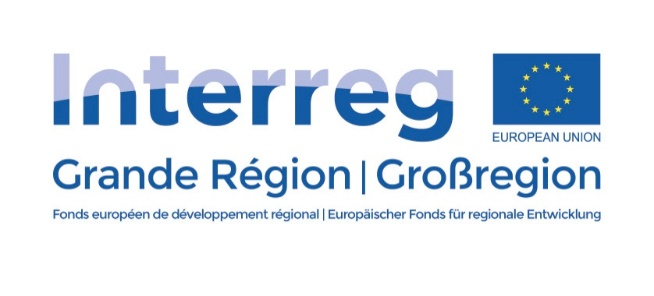 Interreg
EUROPEAN UNION
Grande Région | Großregion
Fonds européen de développement régional | Europäischer Fonds für regionale Entwicklung